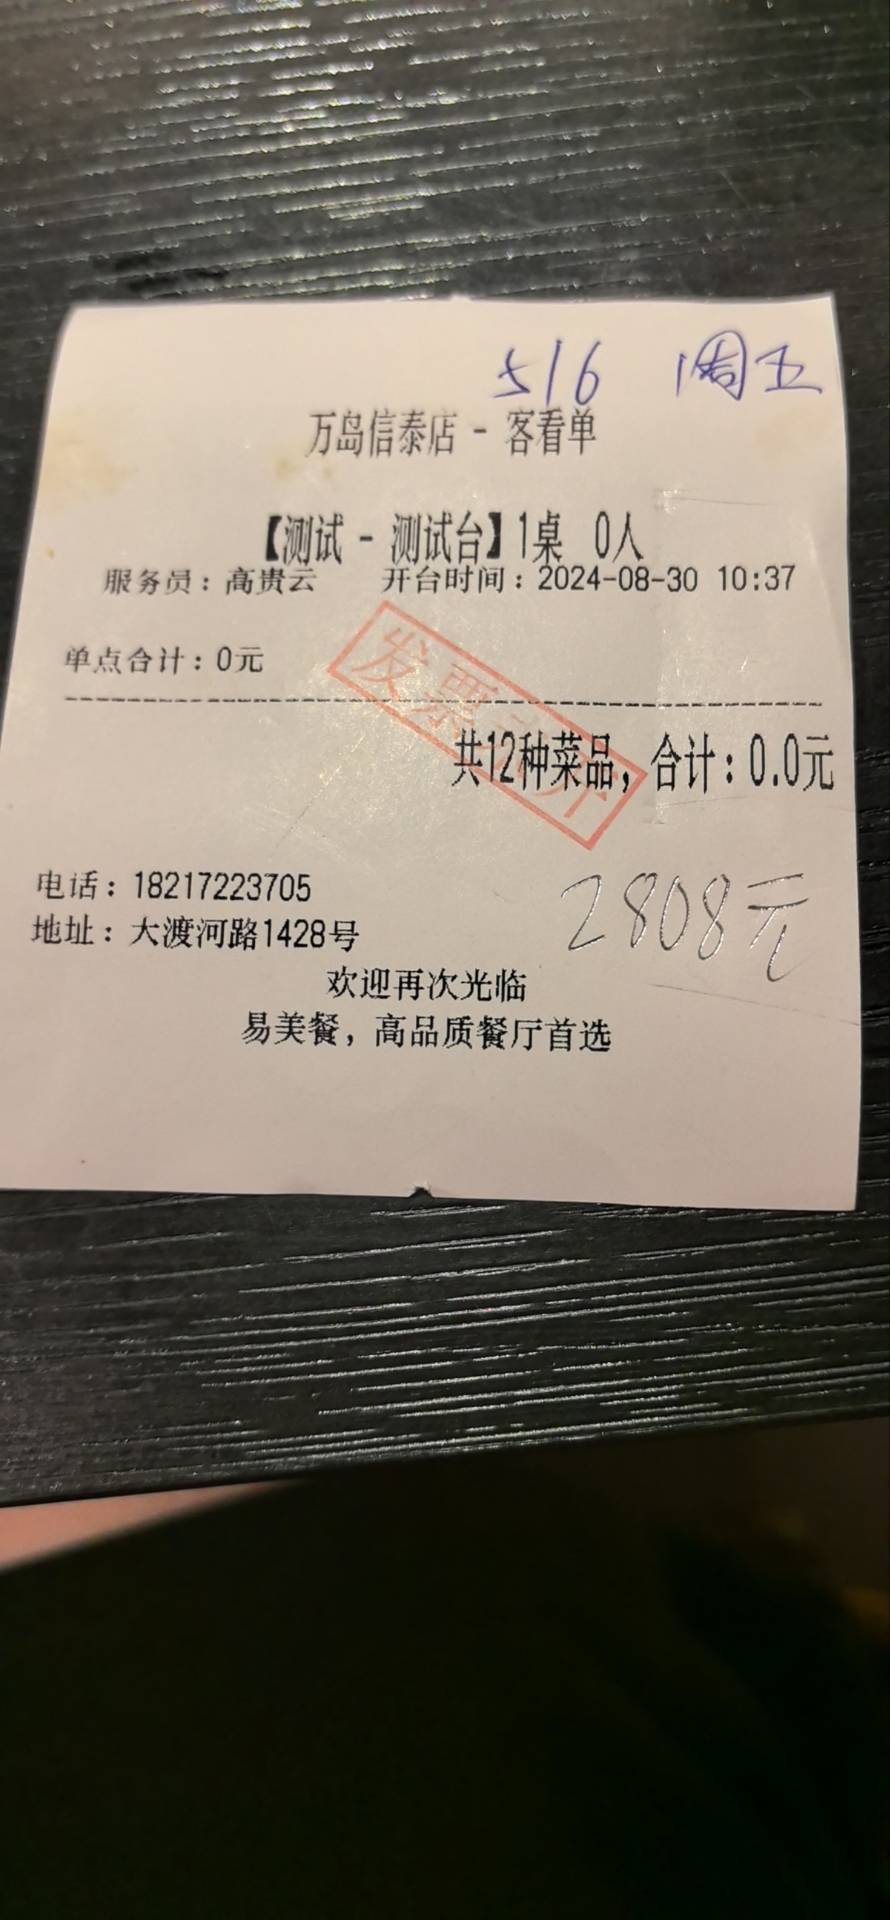 516 周五
万岛信泰店 - 客看单
【测试 - 测试台】1桌 0人
服务员：高贵云 开台时间：2024-08-30 10:37
单点合计：0元
发票
共12种菜品，合计：0.0元
电话：18217223705
2808元
地址：大渡河路1428号
欢迎再次光临
易美餐，高品质餐厅首选